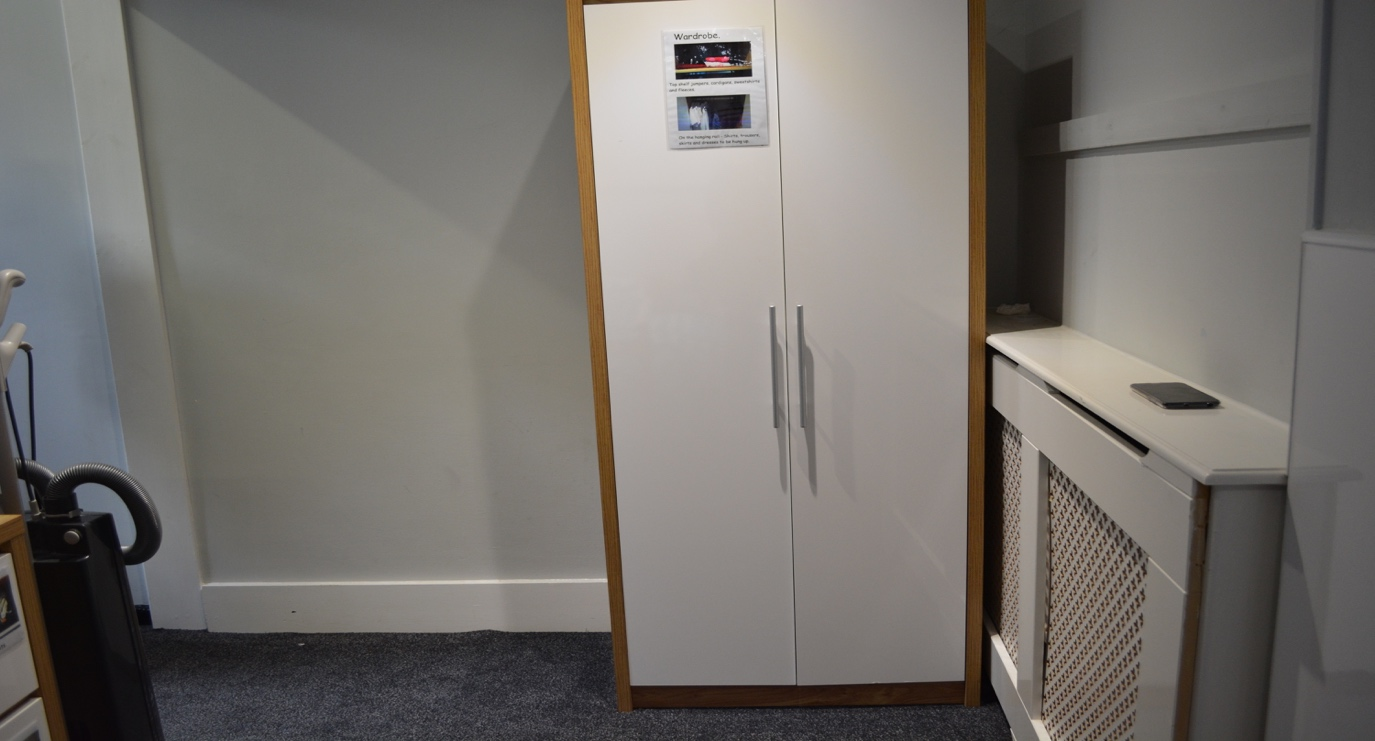 Wardrobe.
Top shelf jumpers, cardigans, sweatshirts
and fleeces.
On the hanging rail - Shirts, trousers,
skirts and dresses to be hung up.